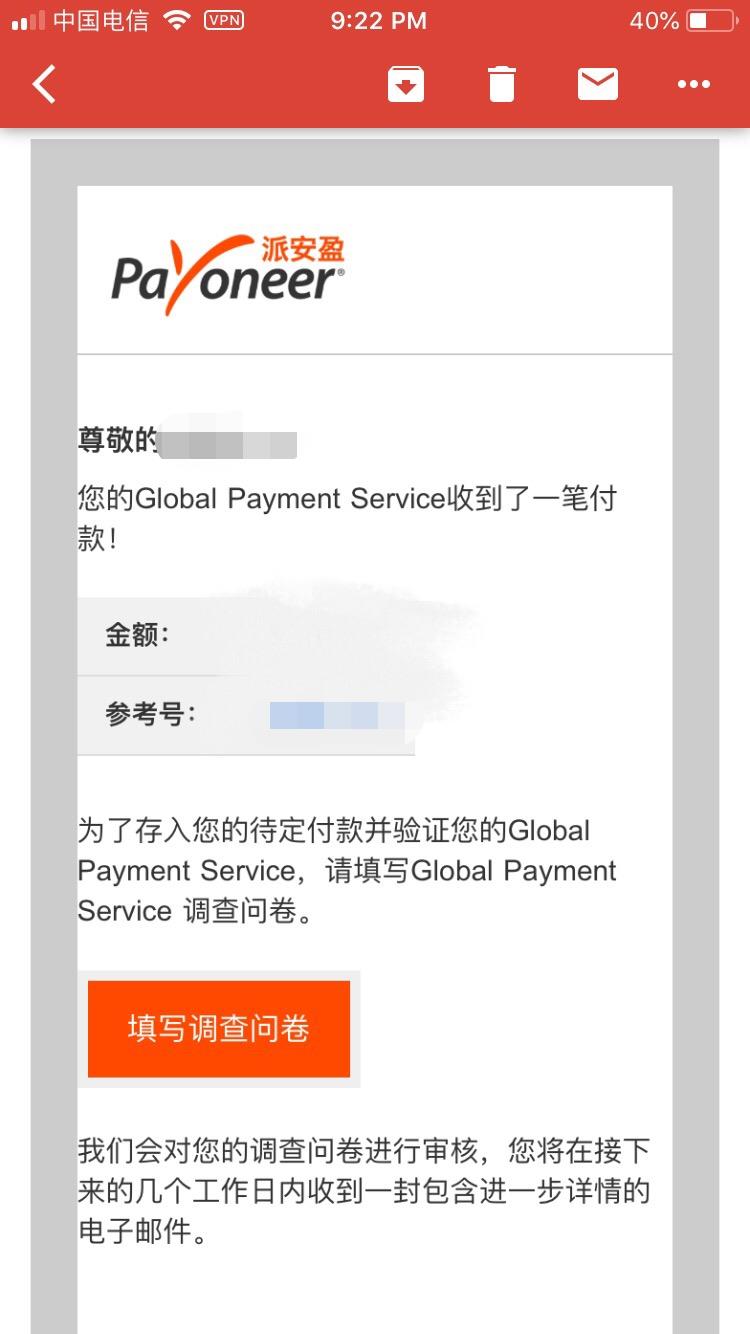 中国电信 VPN 9:22 PM 40%
派安盈
Payoneer®
尊敬的
您的Global Payment Service收到了一笔付
款！
金额：
参考号：
为了存入您的待定付款并验证您的Global
Payment Service，请填写Global Payment
Service 调查问卷。
填写调查问卷
我们会对您的调查问卷进行审核，您将在接下
来的几个工作日内收到一封包含进一步详情的
电子邮件。